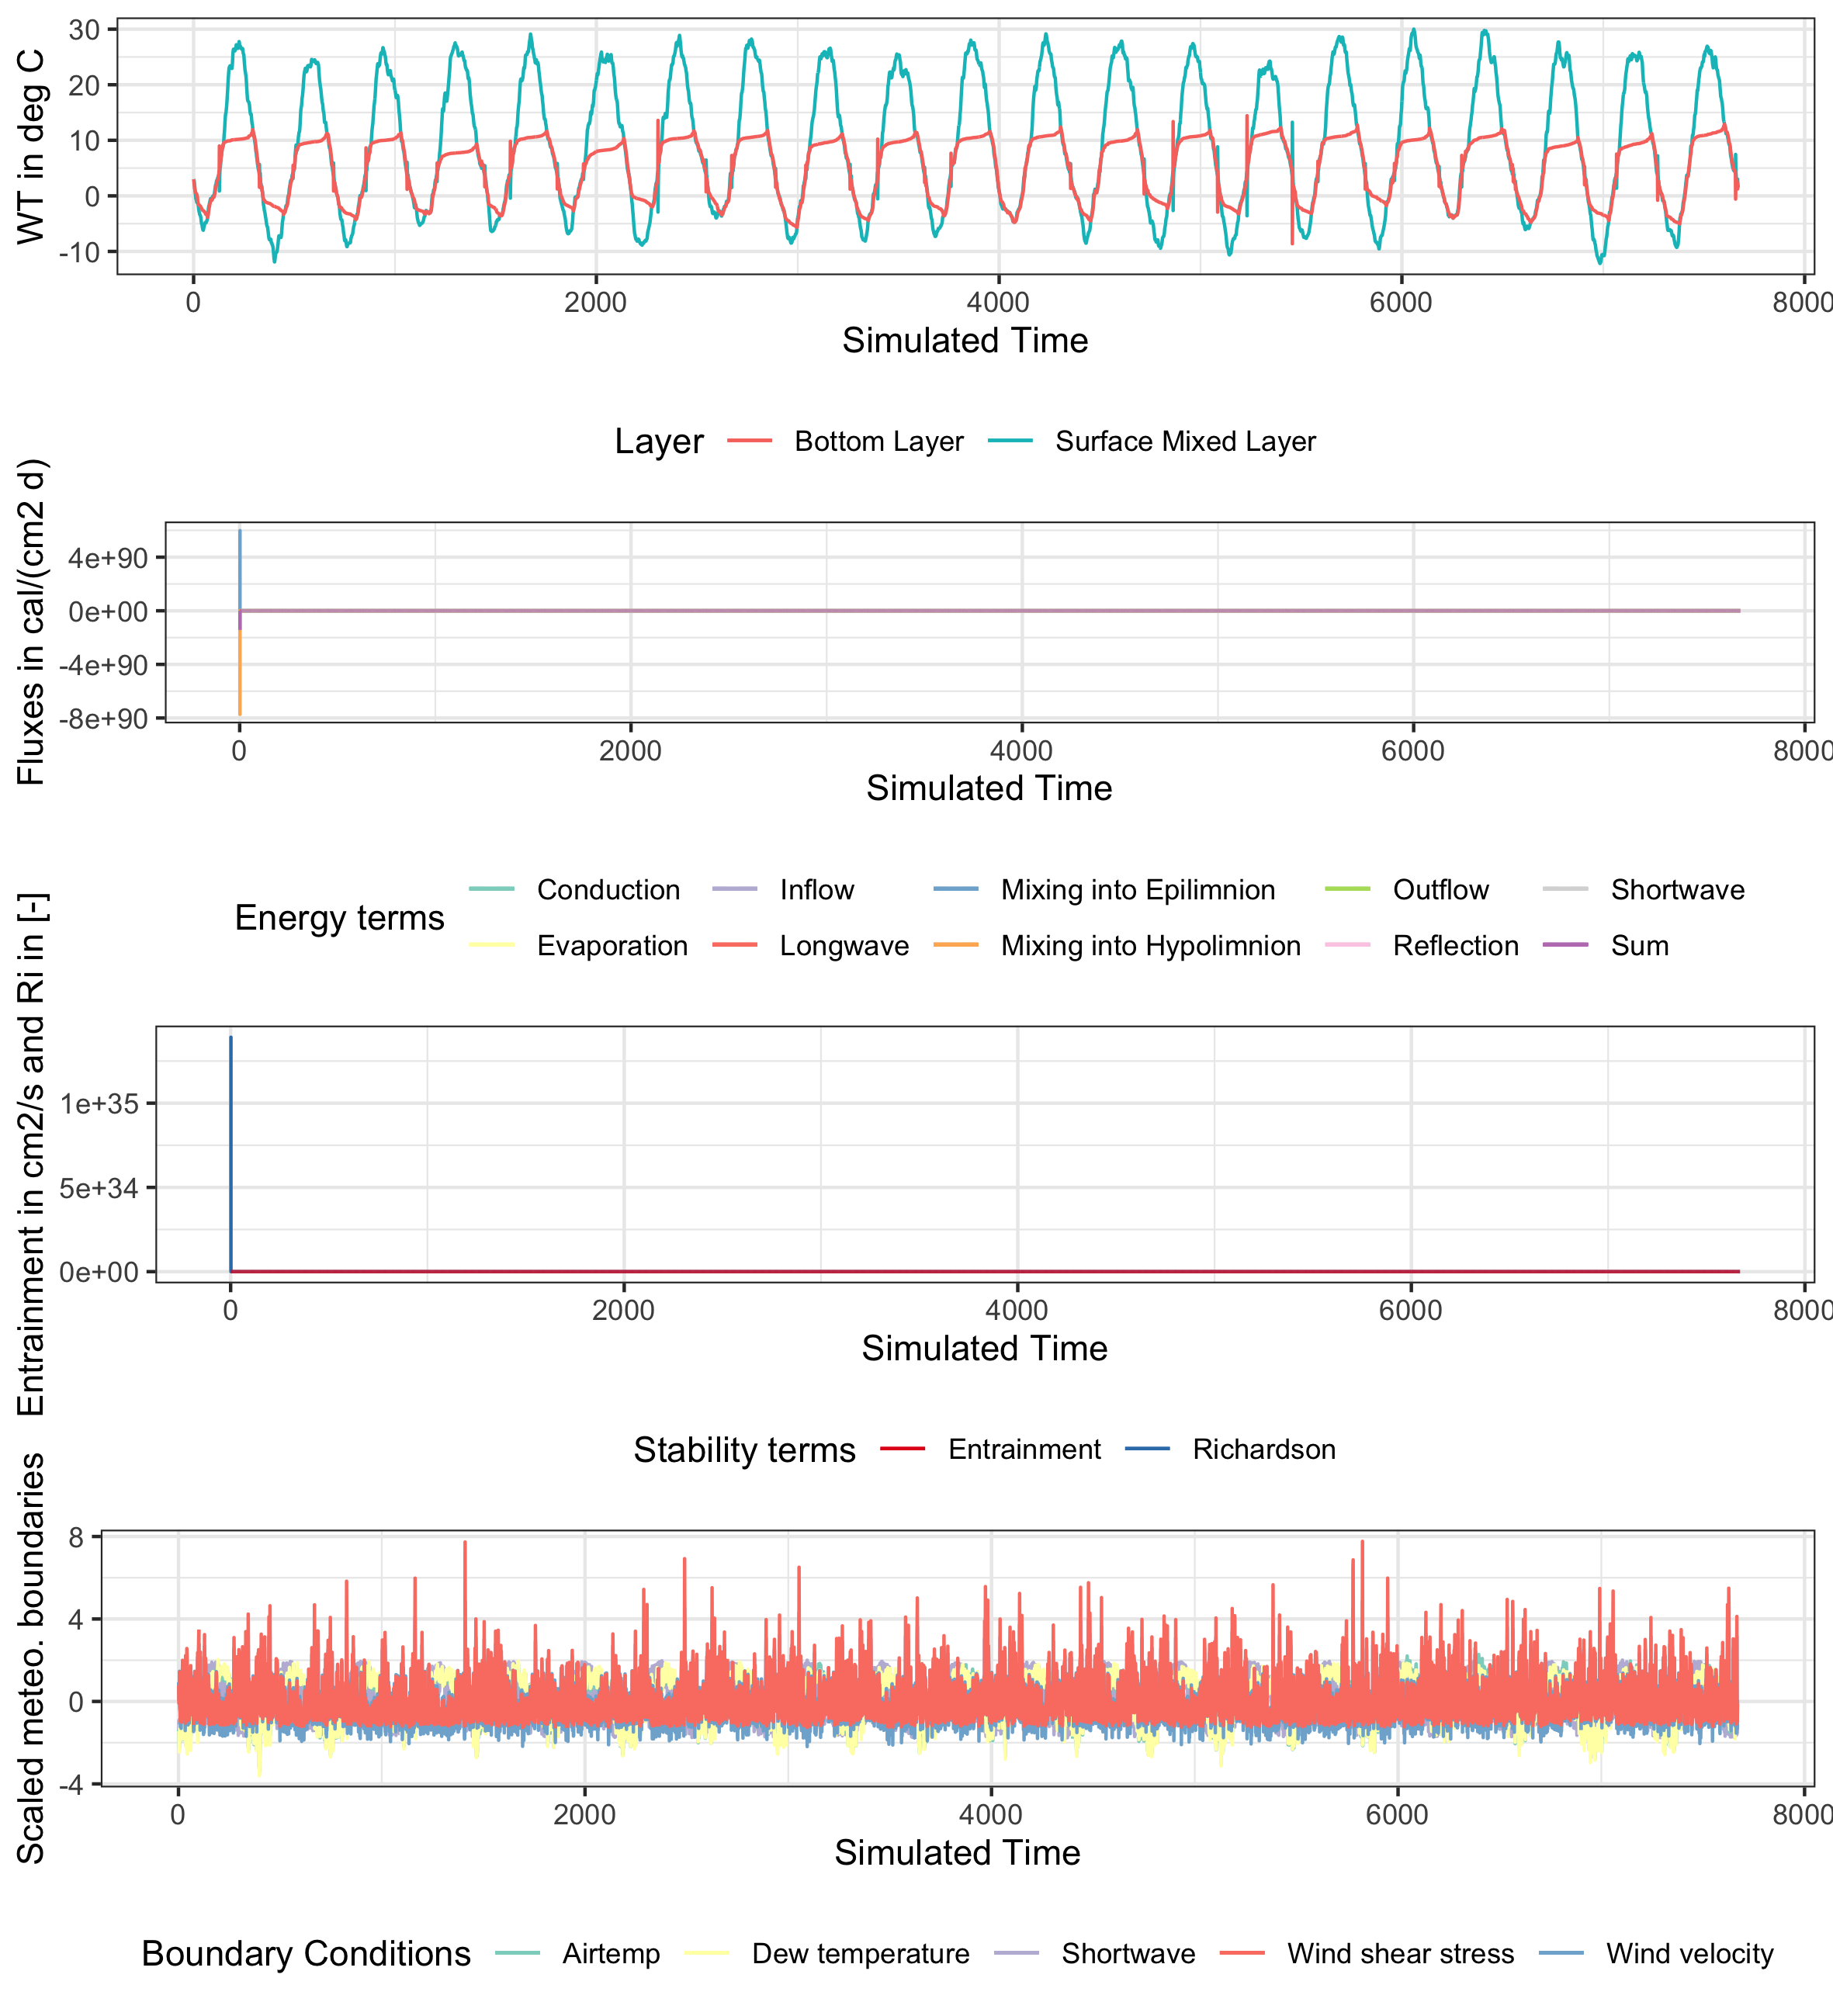 WT in deg C
30
20
10
0
-10
0 2000 4000 6000 8000
Simulated Time
Layer Bottom Layer Surface Mixed Layer
Fluxes in cal/(cm2 d)
4e+90
0e+00
-4e+90
-8e+90
0 2000 4000 6000 8000
Simulated Time
Energy terms
Conduction Inflow Mixing into Epilimnion Outflow Shortwave
Evaporation Longwave Mixing into Hypolimnion Reflection Sum
Entrainment in cm2/s and Ri in [-]
1e+35
5e+34
0e+00
0 2000 4000 6000 8000
Simulated Time
Stability terms Entrainment Richardson
Scaled meteo. boundaries
8
4
0
-4
0 2000 4000 6000 8000
Simulated Time
Boundary Conditions Airtemp Dew temperature Shortwave Wind shear stress Wind velocity